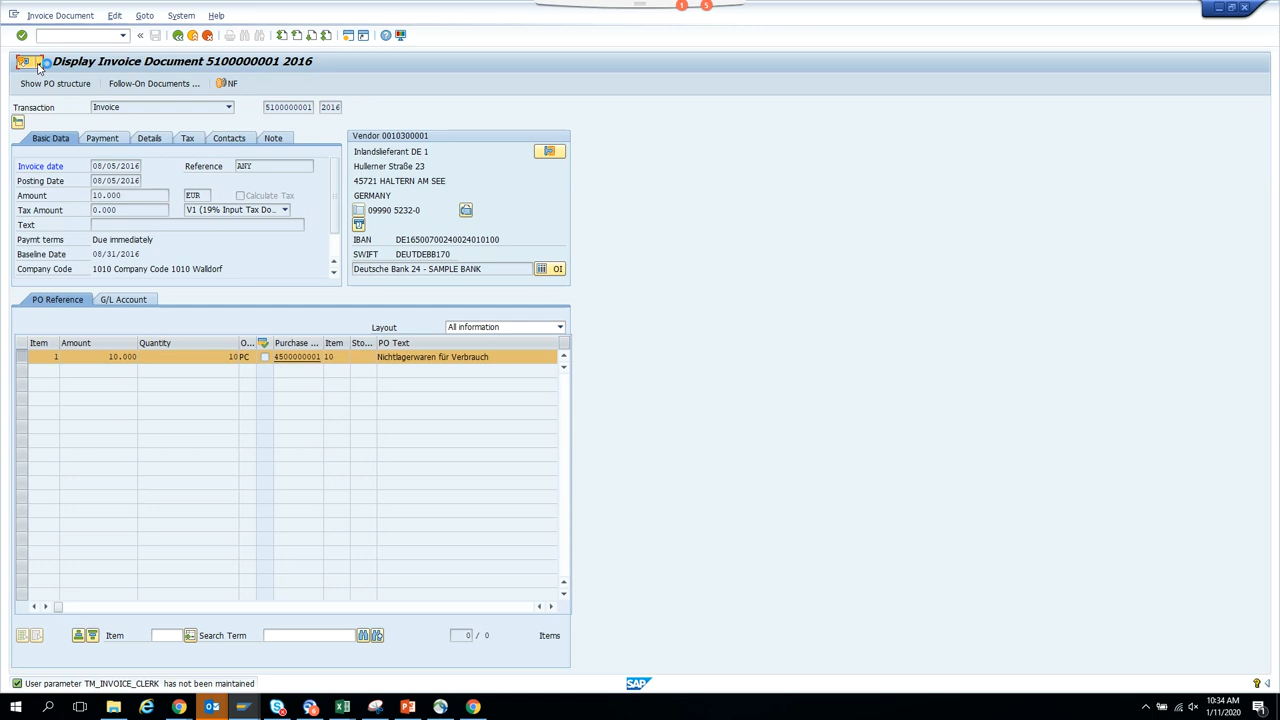 1 5
Invoice Document Edit Goto System Help
Display Invoice Document 5100000001 2016
Show PO structure Follow-On Documents ... NF
Transaction Invoice 5100000001 2016
Basic Data Payment Details Tax Contacts Note
Invoice date 08/05/2016 Reference ANY
Posting Date 08/05/2016
Amount 10.000 EUR Calculate Tax
Tax Amount 0.000 V1 (19% Input Tax Do...
Text
Paymt terms Due immediately
Baseline Date 08/31/2016
Company Code 1010 Company Code 1010 Walldorf
Vendor 0010300001
Inlandslieferant DE 1
Hullerner Straße 23
45721 HALTERN AM SEE
GERMANY
09990 5232-0
IBAN DE16500700240024010100
SWIFT DEUTDEBB170
Deutsche Bank 24 - SAMPLE BANK OI
PO Reference G/L Account
Layout All information
Item Amount Quantity O... Purchase ... Item Sto... PO Text
1 10.000 10 PC 4500000001 10 Nichtlagerwaren für Verbrauch
Item Search Term 0 / 0 Items
User parameter TM_INVOICE_CLERK has not been maintained
SAP
10:34 AM
1/11/2020